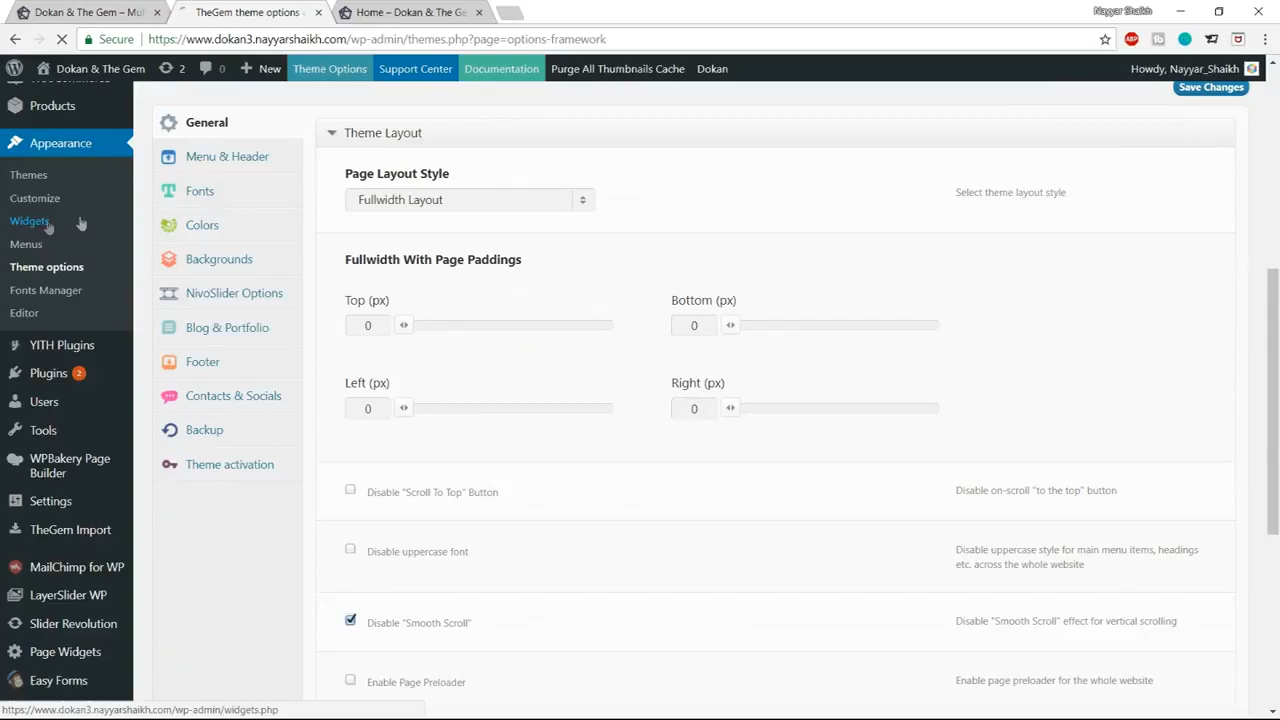 Dokan & The Gem – Mul
TheGem theme options
Home – Dokan & The Ge
Nayyar Shaikh
Secure
https://www.dokan3.nayyarshaikh.com/wp-admin/themes.php?page=options-framework
Dokan & The Gem
2
0
New
Theme Options
Support Center
Documentation
Purge All Thumbnails Cache
Dokan
Howdy, Nayyar_Shaikh
Save Changes
Products
Appearance
Themes
Customize
Widgets
Menus
Theme options
Fonts Manager
Editor
YITH Plugins
Plugins 2
Users
Tools
WPBakery Page
Builder
Settings
TheGem Import
MailChimp for WP
LayerSlider WP
Slider Revolution
Page Widgets
Easy Forms
General
Menu & Header
Fonts
Colors
Backgrounds
NivoSlider Options
Blog & Portfolio
Footer
Contacts & Socials
Backup
Theme activation
Theme Layout
Page Layout Style
Fullwidth Layout
Select theme layout style
Fullwidth With Page Paddings
Top (px)
Bottom (px)
0
0
Left (px)
Right (px)
0
0
Disable "Scroll To Top" Button
Disable on-scroll "to the top" button
Disable uppercase font
Disable uppercase style for main menu items, headings
etc. across the whole website
Disable "Smooth Scroll"
Disable "Smooth Scroll" effect for vertical scrolling
Enable Page Preloader
Enable page preloader for the whole website
https://www.dokan3.nayyarshaikh.com/wp-admin/widgets.php